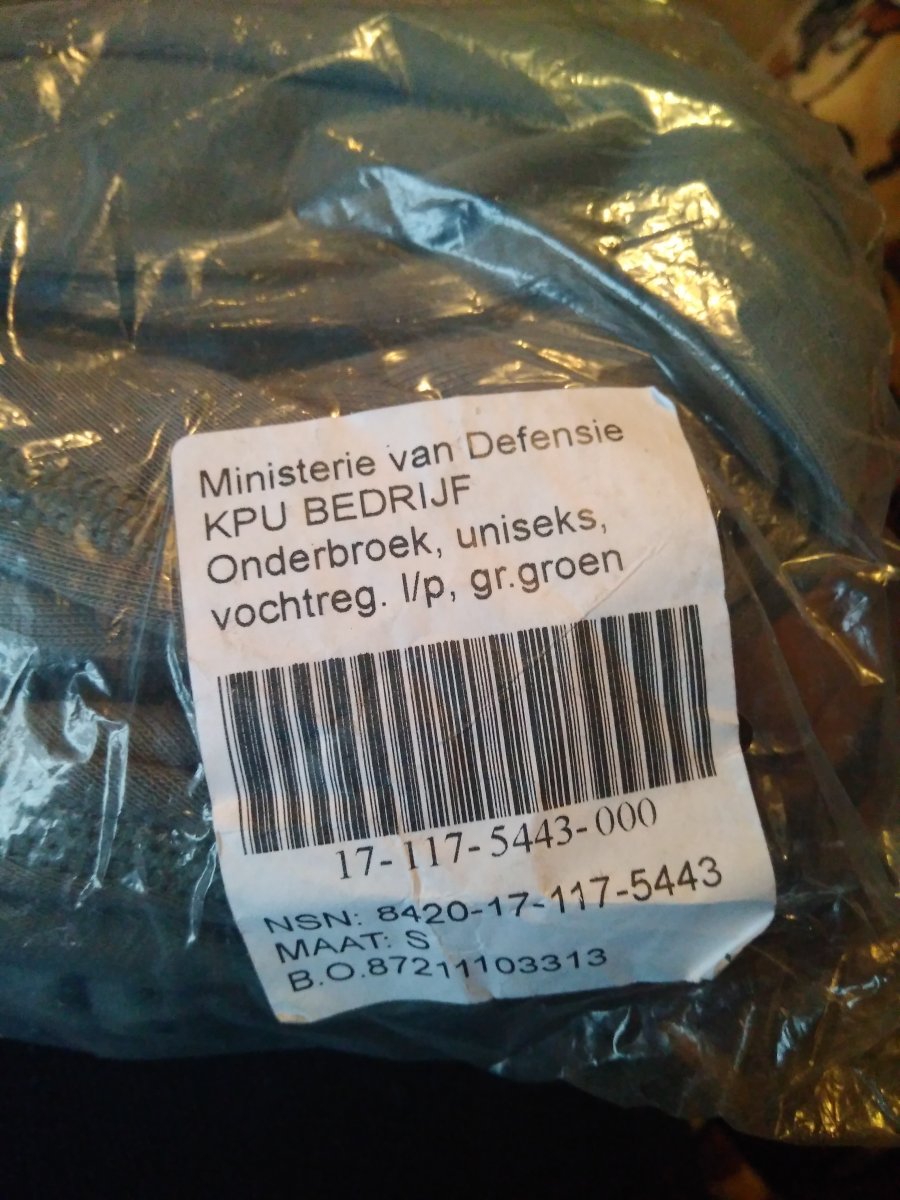 Ministerie van Defensie
KPU BEDRIJF
Onderbroek, uniseks,
vochtreg. l/p, gr.groen
17-117-5443-000
NSN: 8420-17-117-5443
MAAT: S
B.O.87211103313